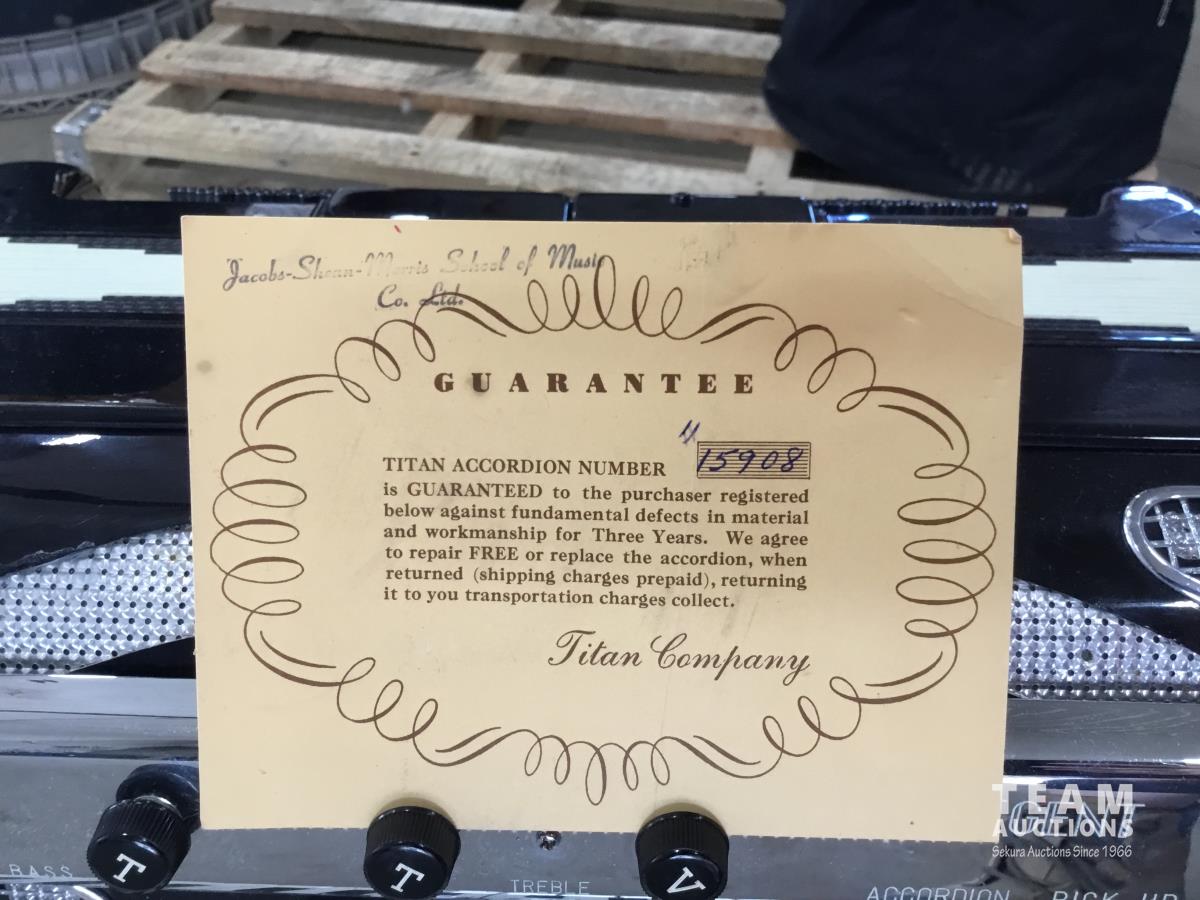 Jacobs-Shean-Morris School of Music
Co. Ltd.
GUARANTEE
4
TITAN ACCORDION NUMBER 15908
is GUARANTEED to the purchaser registered
below against fundamental defects in material
and workmanship for Three Years. We agree
to repair FREE or replace the accordion, when
returned (shipping charges prepaid), returning
it to you transportation charges collect.
Titan Company
TEAM
AUCTIONS
Sekura Auctions Since 1966
BASS T T TREBLE V ACCORDION PICK UP